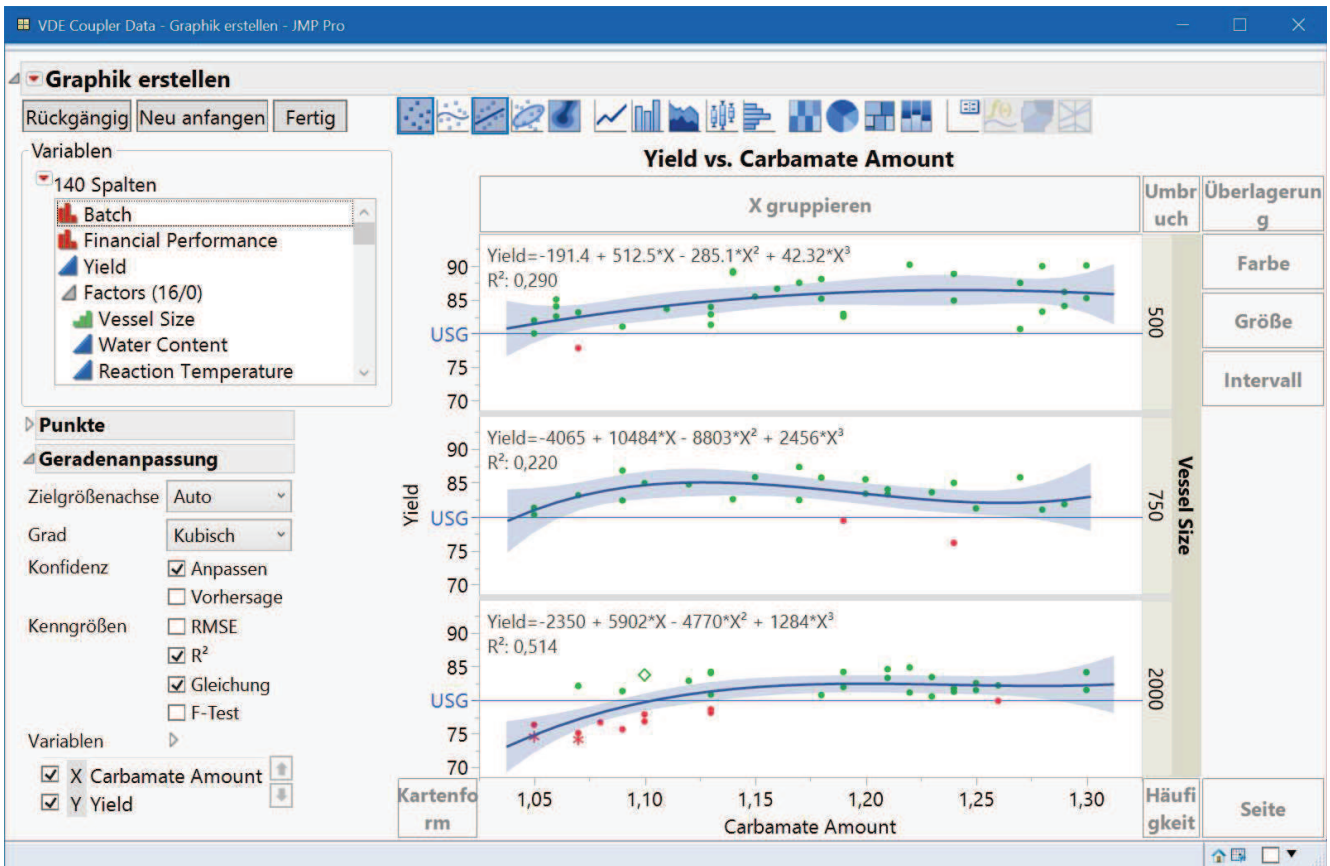 VDE Coupler Data - Graphik erstellen - JMP Pro
Graphik erstellen
Rückgängig Neu anfangen Fertig
Variablen
140 Spalten
Batch
Financial Performance
Yield
Factors (16/0)
Vessel Size
Water Content
Reaction Temperature
Punkte
Geradenanpassung
Zielgrößenachse Auto
Grad Kubisch
Konfidenz Anpassen
Vorhersage
Kenngrößen RMSE
R²
Gleichung
F-Test
Variablen
X Carbamate Amount
Y Yield
Yield vs. Carbamate Amount
X gruppieren
Umbr
uch
Überlagerun
g
Farbe
Größe
Intervall
Yield=-191.4 + 512.5*X - 285.1*X² + 42.32*X³
R²: 0,290
90
85
USG
75
70
500
Yield=-4065 + 10484*X - 8803*X² + 2456*X³
R²: 0,220
90
85
USG
75
70
750
Yield=-2350 + 5902*X - 4770*X² + 1284*X³
R²: 0,514
90
85
USG
75
70
2000
Yield
Vessel Size
1,05 1,10 1,15 1,20 1,25 1,30
Carbamate Amount
Kartenfo
rm
Häufi
gkeit
Seite